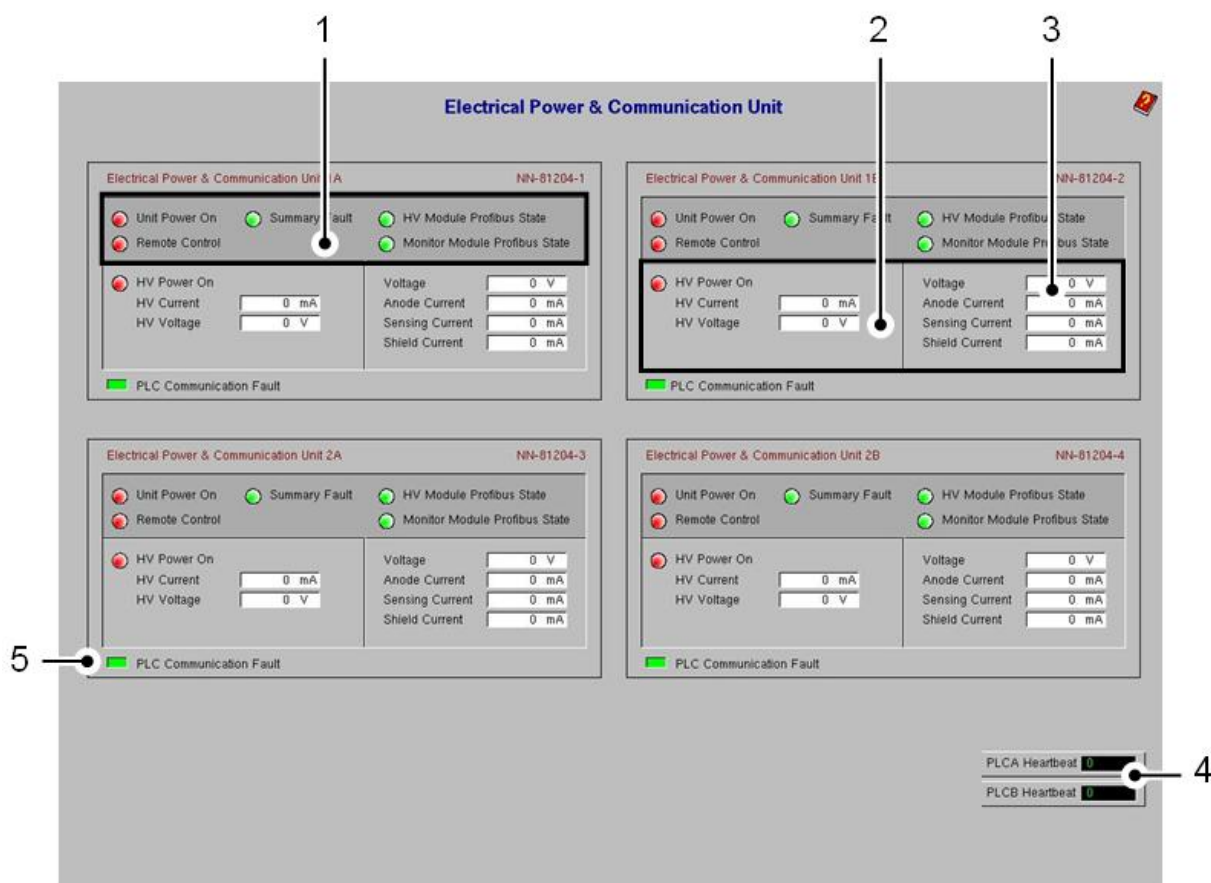 1 2 3
Electrical Power & Communication Unit
Electrical Power & Communication Unit 1A NN-81204-1
Unit Power On Summary Fault HV Module Profibus State
Remote Control Monitor Module Profibus State
HV Power On Voltage 0 V
HV Current 0 mA Anode Current 0 mA
HV Voltage 0 V Sensing Current 0 mA
Shield Current 0 mA
PLC Communication Fault
Electrical Power & Communication Unit 1B NN-81204-2
Unit Power On Summary Fault HV Module Profibus State
Remote Control Monitor Module Profibus State
HV Power On Voltage 0 V
HV Current 0 mA Anode Current 0 mA
HV Voltage 0 V Sensing Current 0 mA
Shield Current 0 mA
PLC Communication Fault
Electrical Power & Communication Unit 2A NN-81204-3
Unit Power On Summary Fault HV Module Profibus State
Remote Control Monitor Module Profibus State
HV Power On Voltage 0 V
HV Current 0 mA Anode Current 0 mA
HV Voltage 0 V Sensing Current 0 mA
Shield Current 0 mA
5 PLC Communication Fault
Electrical Power & Communication Unit 2B NN-81204-4
Unit Power On Summary Fault HV Module Profibus State
Remote Control Monitor Module Profibus State
HV Power On Voltage 0 V
HV Current 0 mA Anode Current 0 mA
HV Voltage 0 V Sensing Current 0 mA
Shield Current 0 mA
PLC Communication Fault
PLCA Heartbeat 0 4
PLCB Heartbeat 0